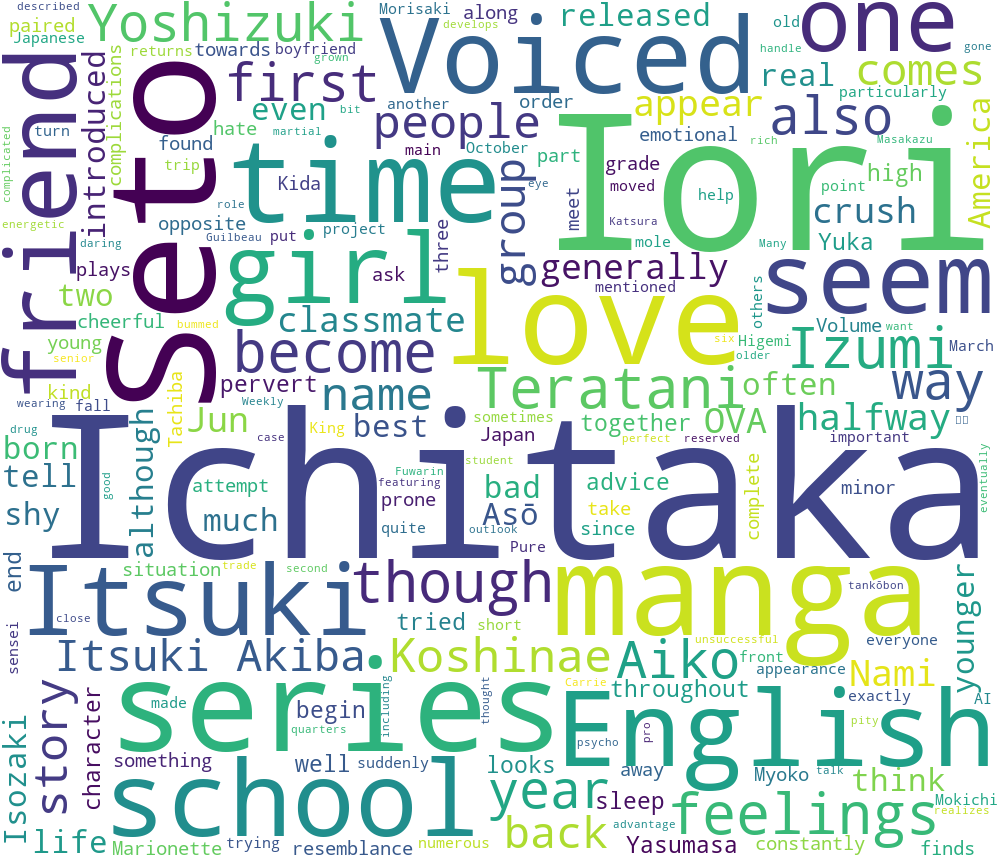 described
paired
Japanese
Yoshizuki
Morisaki
along
develops
released
old
one
gone
handle
returns
towards
boyfriend
grown
Voiced
real
comes
particularly
friend
introduced
complications
complicated
turn
Seto
first
even
hate
bit
martial
another
order
people
main
October
appear
emotional
also
rich
Masakazu
found
trip
time
Kida
role
group
part
grade
moved
Katsura
meet
mole
Iori
help
point
high
crush
Yuka
Many
America
energetic
daring
opposite
Guilbeau
put
project
three
plays
girl
ask
generally
mentioned
seem
others
two
cheerful
young
senior
bummed
classmate
love
six
older
Higemi
Volume
want
March
Izumi
kind
pervert
become
name
Teratani
often
way
wearing
fall
Tachiba
Weekly
drug
born
although
Jun
case
King
best
sometimes
Japan
together
perfect
OVA
reserved
halfway
important
tell
good
attempt
Fuwarin
featuring
student
prone
bad
advice
complete
minor
eventually
shy
much
quite
outlook
Asō
take
since
Pure
Ichitaka
end
situation
trade
second
though
manga
tankōbon
younger
close
Itsuki
tried
short
unsuccessful
everyone
sensei
Itsuki Akiba
Koshinae
Aiko
front
appearance
Nami
Carrie
throughout
exactly
AI
story
character
made
series
begin
including
quarters
thought
English
pity
Isozaki
something
well
suddenly
looks
psycho
pro
away
Myoko
talk
think
school
year
sleep
feelings
Mokichi
realizes
life
Marionette
trying
resemblance
numerous
back
advantage
Yasumasa
constantly
finds